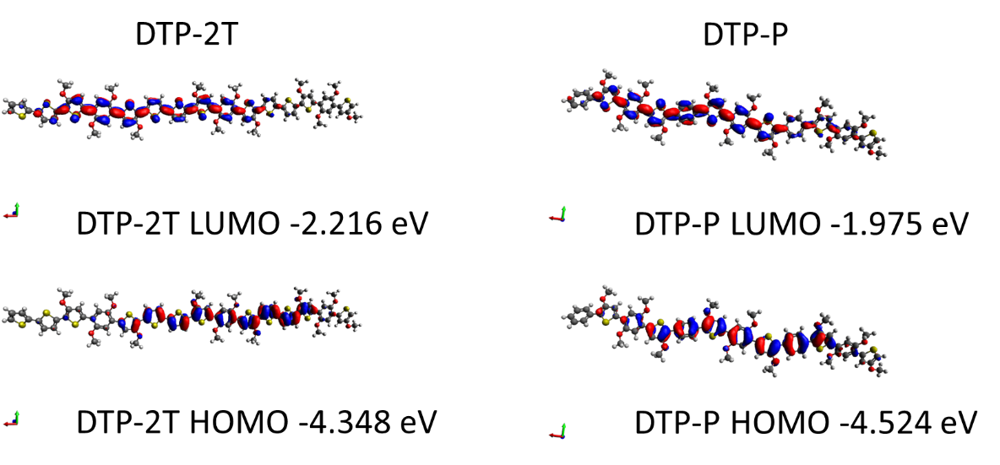 DTP-2T
DTP-P
DTP-2T LUMO -2.216 eV
DTP-P LUMO -1.975 eV
DTP-2T HOMO -4.348 eV
DTP-P HOMO -4.524 eV